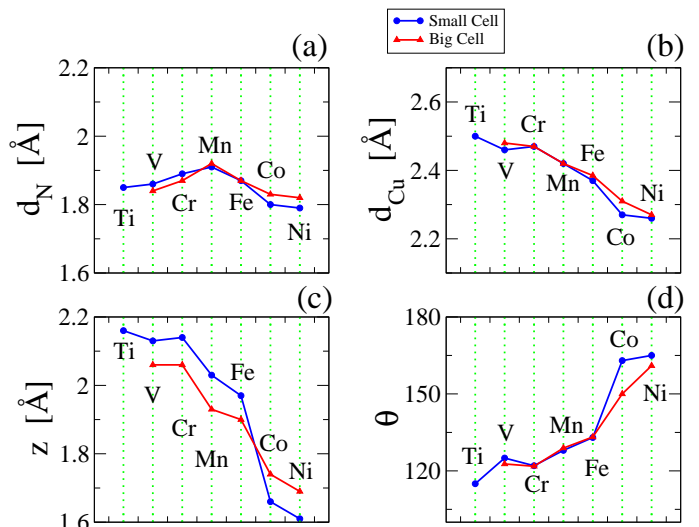 Small Cell
Big Cell
(a)
(b)
2.2
2
1.8
1.6
d_N [Å]
Ti
V
Cr
Mn
Fe
Co
Ni
2.6
2.4
2.2
d_Cu [Å]
Ti
V
Cr
Mn
Fe
Co
Ni
(c)
(d)
2.2
2
1.8
1.6
z [Å]
Ti
V
Cr
Mn
Fe
Co
Ni
180
150
120
θ
Ti
V
Cr
Mn
Fe
Co
Ni